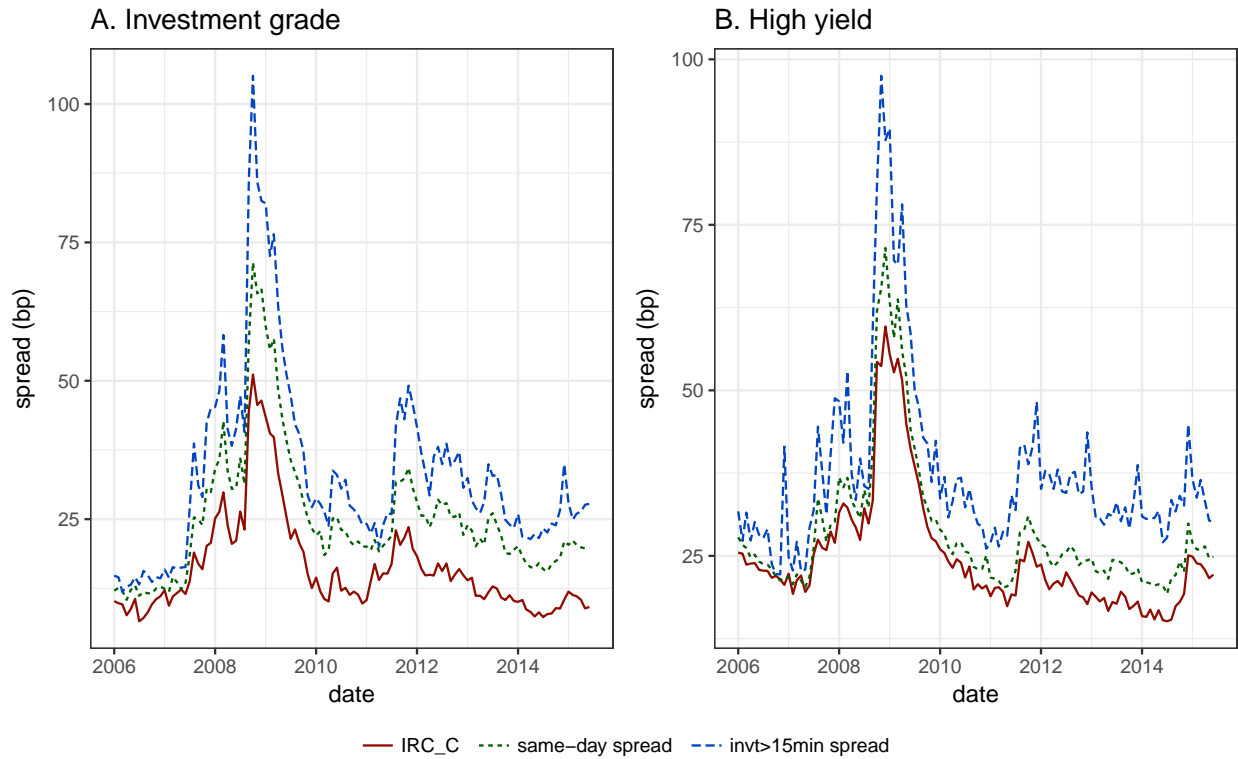 A. Investment grade
B. High yield
100
75
50
25
spread (bp)
2006
2008
2010
2012
2014
date
100
75
50
25
spread (bp)
2006
2008
2010
2012
2014
date
IRC_C
same−day spread
invt>15min spread